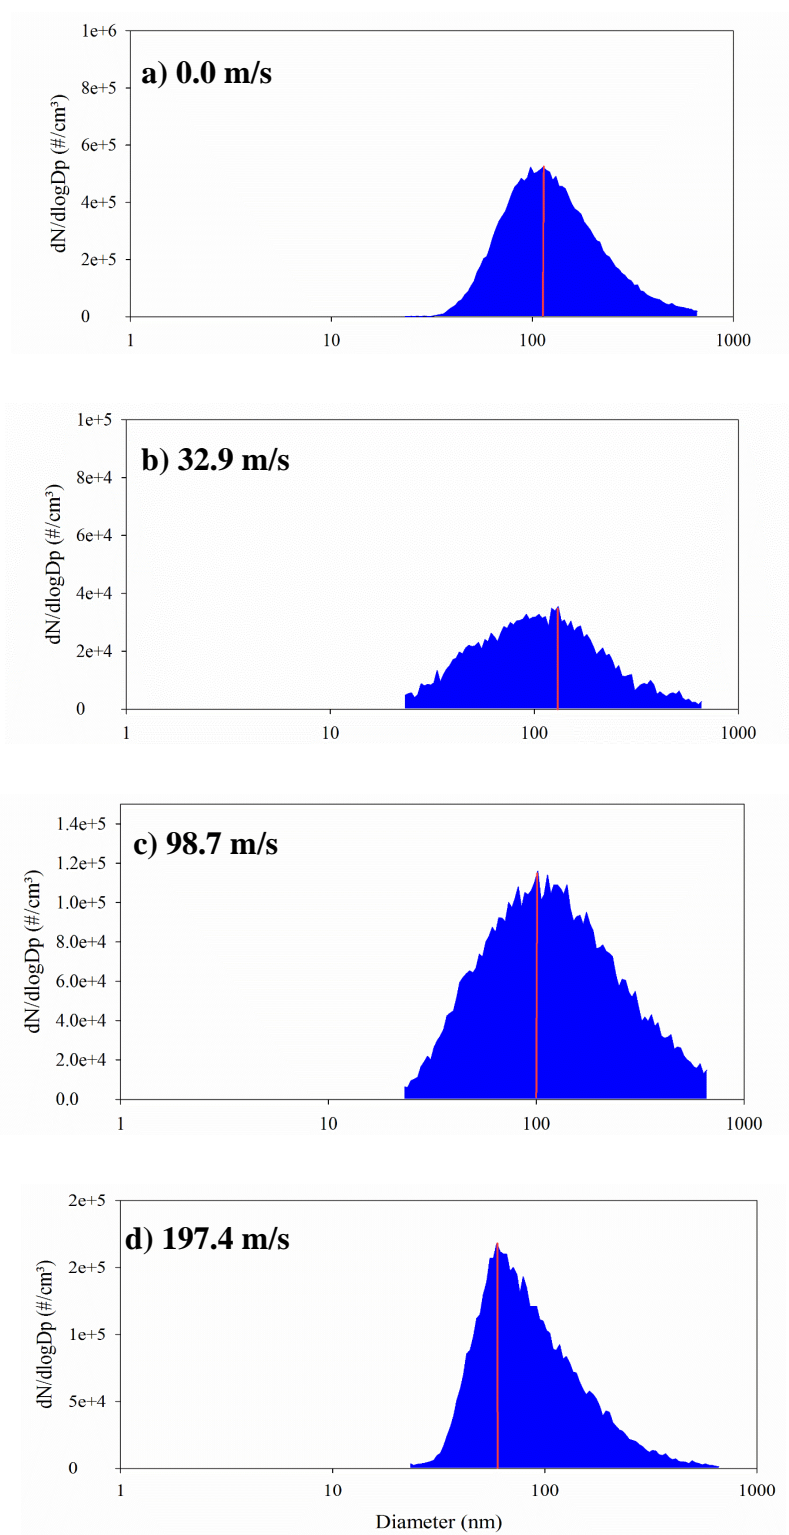 1e+6
a) 0.0 m/s
8e+5
6e+5
4e+5
2e+5
0
dN/dlogDp (#/cm³)
1 10 100 1000
1e+5
b) 32.9 m/s
8e+4
6e+4
4e+4
2e+4
0
dN/dlogDp (#/cm³)
1 10 100 1000
1.4e+5
c) 98.7 m/s
1.2e+5
1.0e+5
8.0e+4
6.0e+4
4.0e+4
2.0e+4
0.0
dN/dlogDp (#/cm³)
1 10 100 1000
2e+5
d) 197.4 m/s
2e+5
1e+5
5e+4
0
dN/dlogDp (#/cm³)
1 10 100 1000
Diameter (nm)